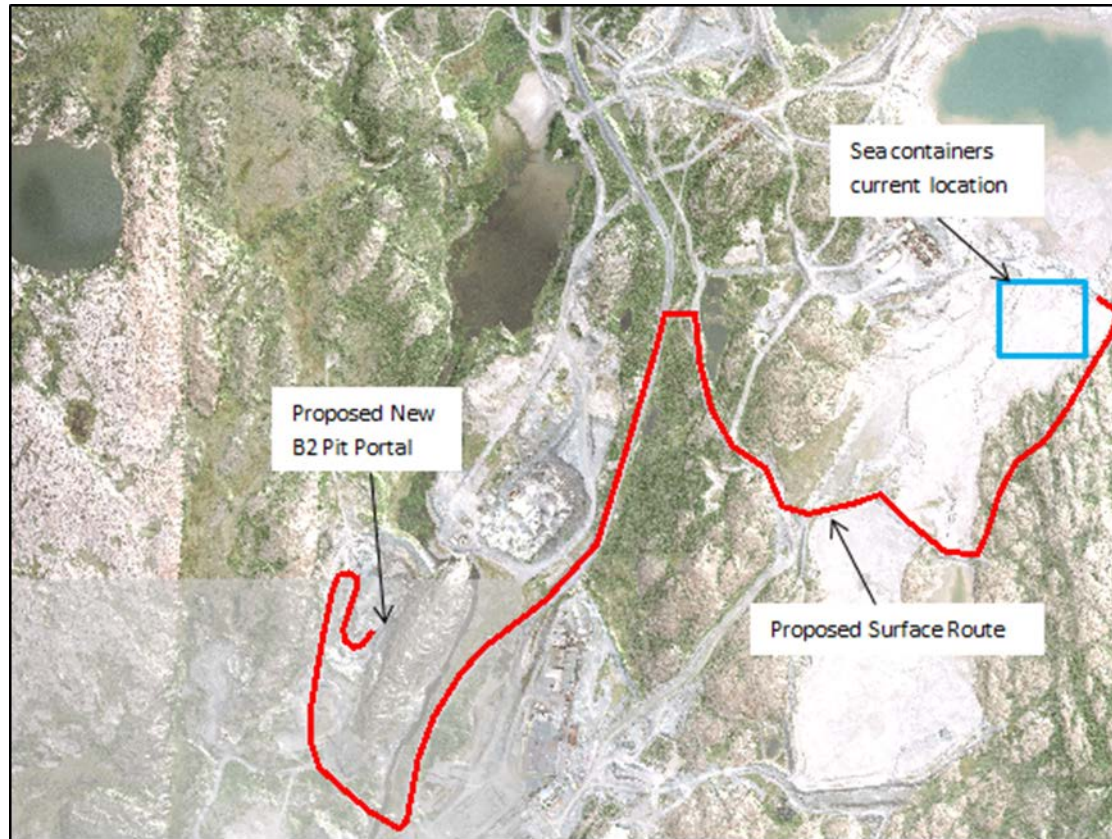 Sea containers
current location
Proposed New
B2 Pit Portal
Proposed Surface Route